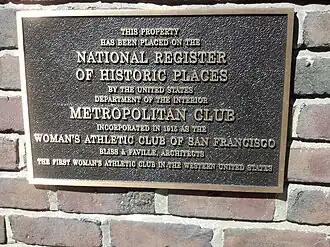 THIS PROPERTY
HAS BEEN PLACED ON THE
NATIONAL REGISTER
OF HISTORIC PLACES
BY THE UNITED STATES
DEPARTMENT OF THE INTERIOR
METROPOLITAN CLUB
INCORPORATED IN 1915 AS THE
WOMAN'S ATHLETIC CLUB OF SAN FRANCISCO
BLISS & FAVILLE, ARCHITECTS
THE FIRST WOMAN'S ATHLETIC CLUB IN THE WESTERN UNITED STATES